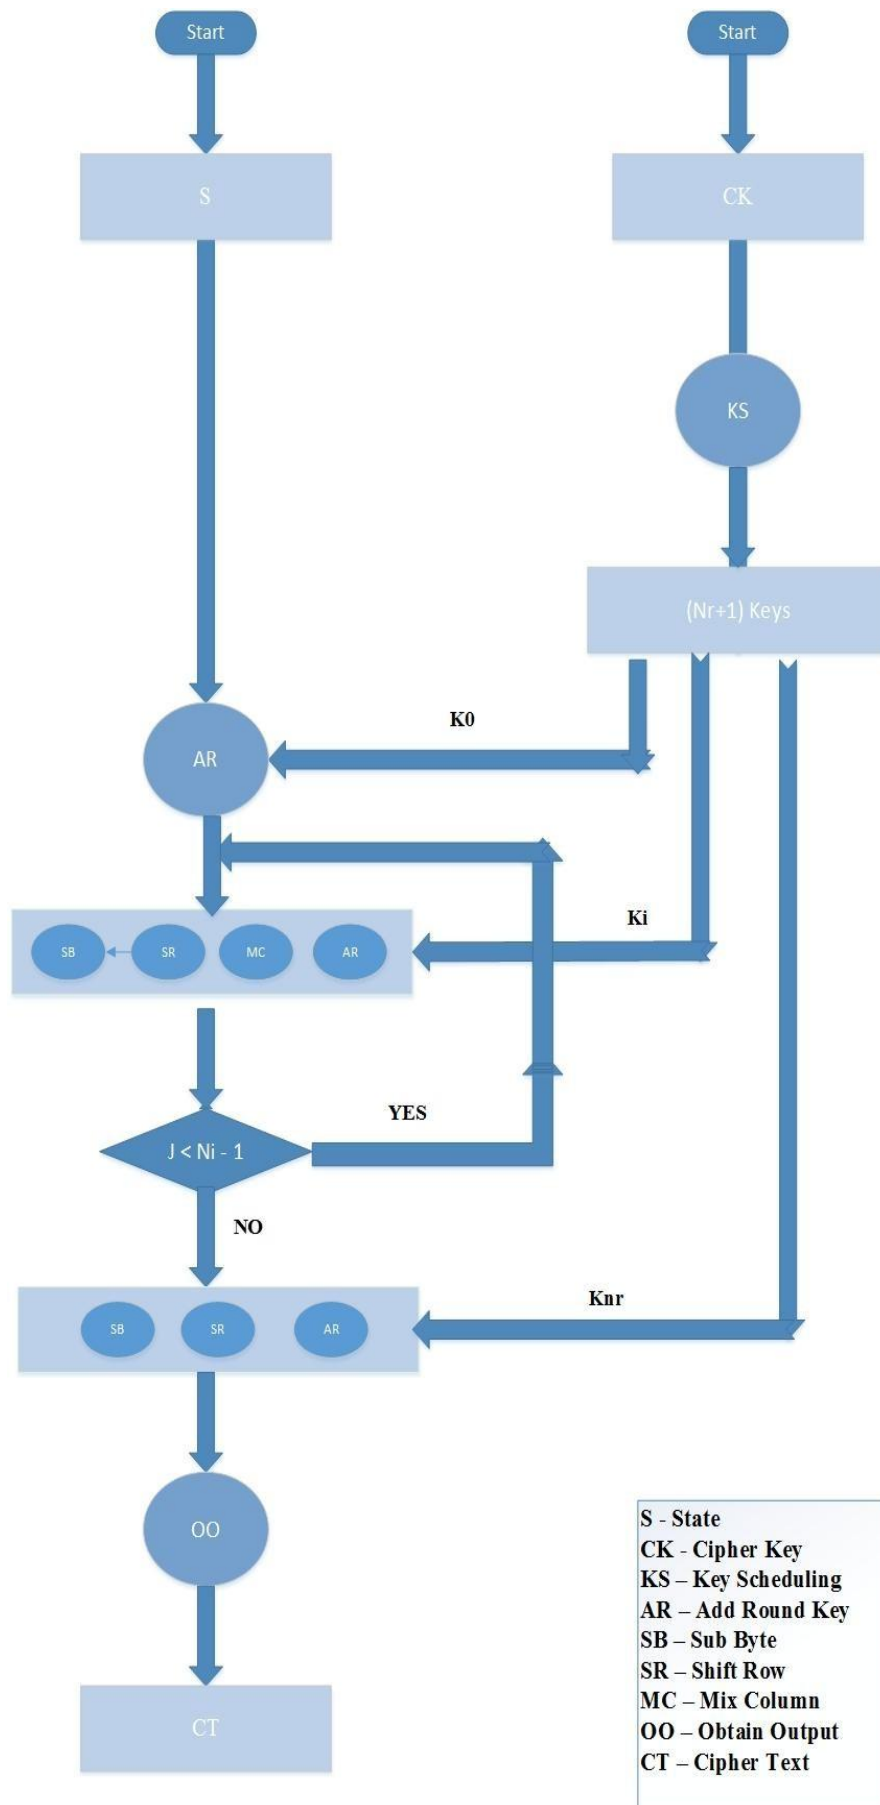 Start
Start
S
CK
KS
(Nr+1) Keys
K0
AR
Ki
SB
SR
MC
AR
YES
J < Ni - 1
NO
Knr
SB
SR
AR
OO
S - State
CK - Cipher Key
KS – Key Scheduling
AR – Add Round Key
SB – Sub Byte
SR – Shift Row
MC – Mix Column
OO – Obtain Output
CT – Cipher Text
CT